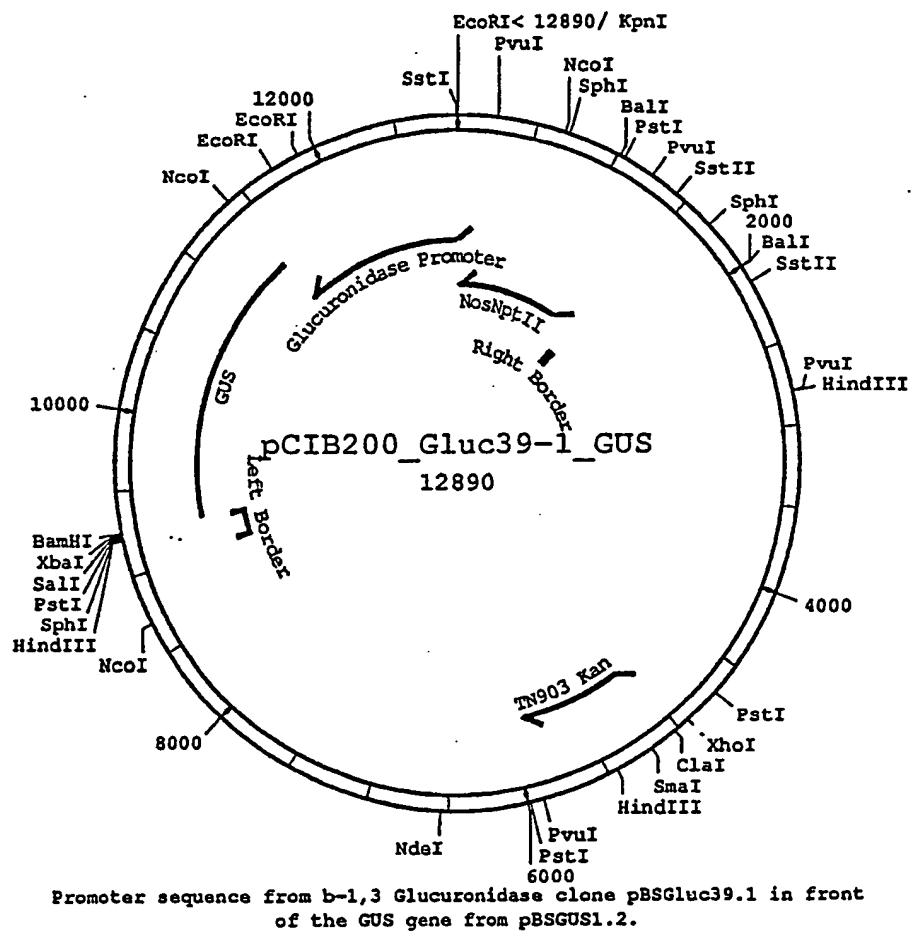 EcoRI< 12890/ KpnI
PvuI
SstI
NcoI
SphI
BalI
PstI
PvuI
SstII
SphI
2000
BalI
SstII
PvuI
HindIII
4000
PstI
XhoI
ClaI
SmaI
HindIII
PvuI
PstI
6000
NdeI
8000
NcoI
HindIII
SphI
PstI
SalI
XbaI
BamHI
10000
NcoI
EcoRI
EcoRI
12000
Glucuronidase Promoter
NosNptII
Right Border
GUS
Left Border
TN903 Kan
pCIB200_Gluc39-1_GUS
12890
Promoter sequence from b-1,3 Glucuronidase clone pBSGluc39.1 in front
of the GUS gene from pBSGUS1.2.